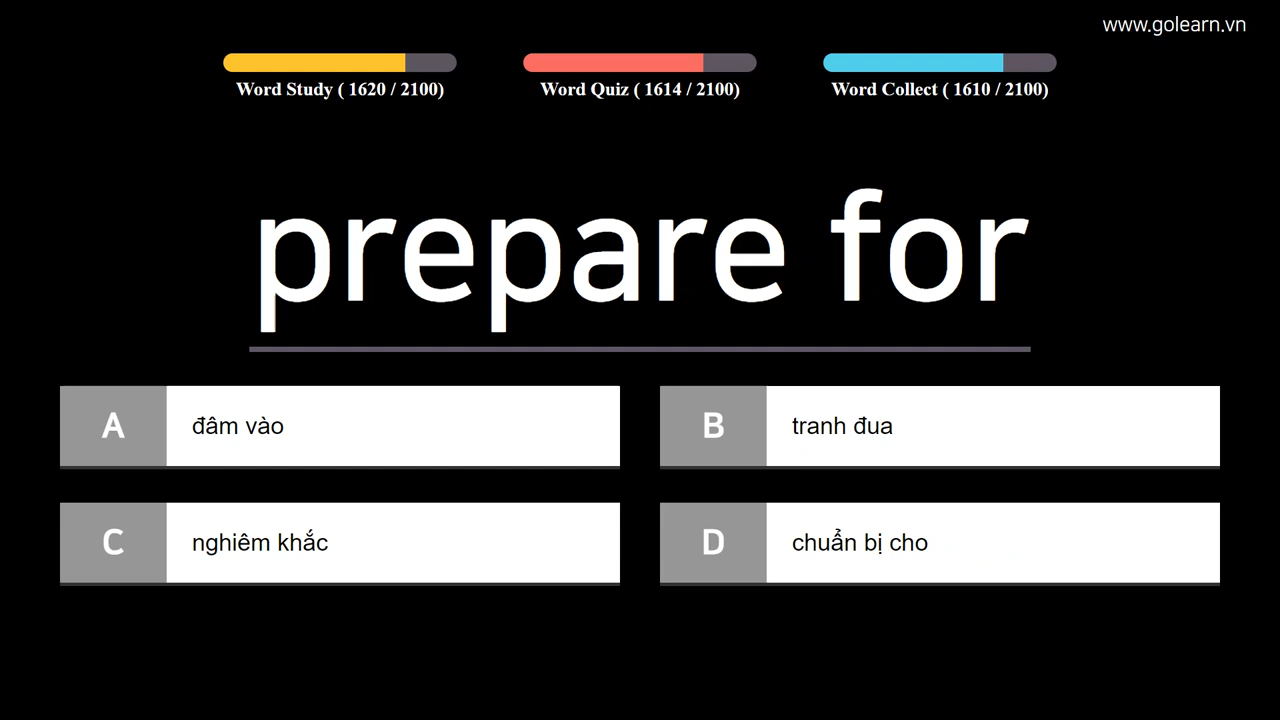 www.golearn.vn
Word Study ( 1620 / 2100)
Word Quiz ( 1614 / 2100)
Word Collect ( 1610 / 2100)
prepare for
A đâm vào
B tranh đua
C nghiêm khắc
D chuẩn bị cho